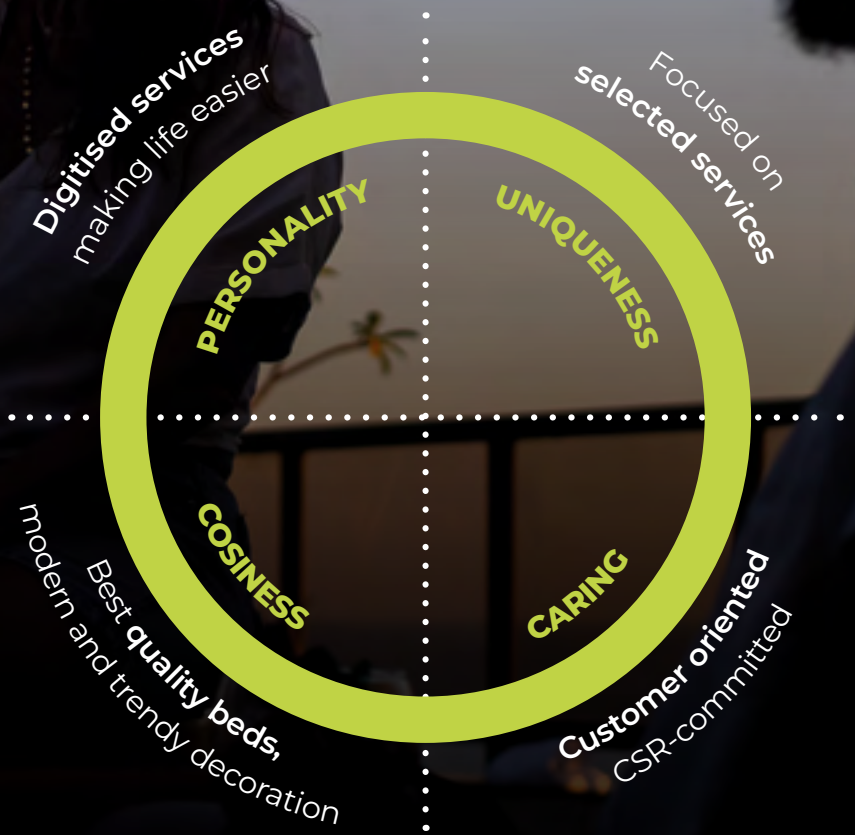 Digitised services
making life easier
PERSONALITY
Focused on
selected services
UNIQUENESS
COSINESS
Best quality beds,
modern and trendy decoration
CARING
Customer oriented
CSR-committed